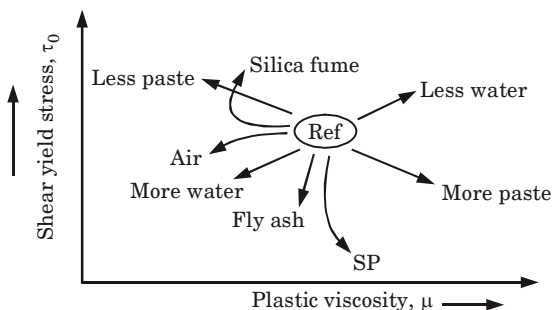 Shear yield stress, τ0
Silica fume
Less paste
Less water
Ref
Air
More water
More paste
Fly ash
SP
Plastic viscosity, μ